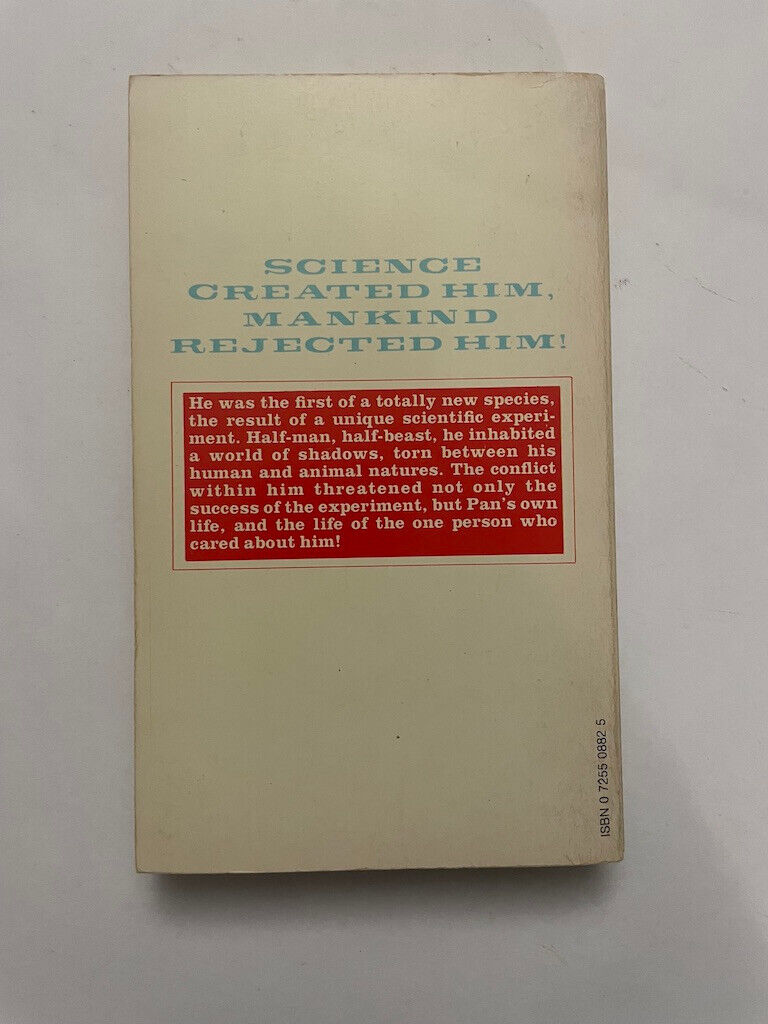 SCIENCE
CREATED HIM,
MANKIND
REJECTED HIM!
He was the first of a totally new species,
the result of a unique scientific experi-
ment. Half-man, half-beast, he inhabited
a world of shadows, torn between his
human and animal natures. The conflict
within him threatened not only the
success of the experiment, but Pan's own
life, and the life of the one person who
cared about him!
ISBN 0 7255 0882 5